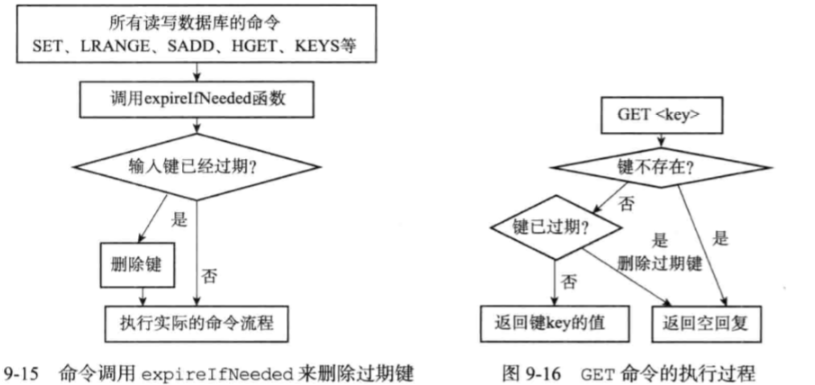 所有读写数据库的命令
SET、LRANGE、SADD、HGET、KEYS等
调用expireIfNeeded函数
输入键已经过期?
是
否
删除键
执行实际的命令流程
9-15 命令调用 expireIfNeeded 来删除过期键
GET <key>
键不存在?
否
是
键已过期?
是
删除过期键
否
返回键key的值
返回空回复
图 9-16 GET 命令的执行过程